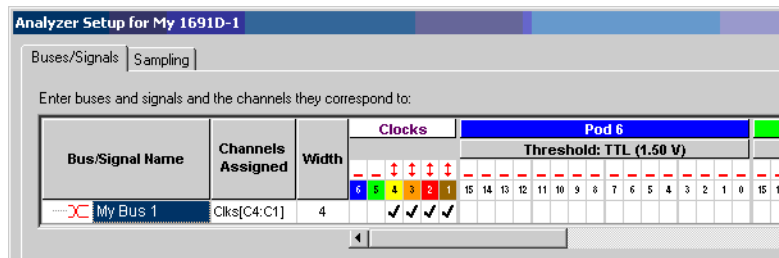 Analyzer Setup for My 1691D-1
Buses/Signals Sampling
Enter buses and signals and the channels they correspond to:
Clocks Pod 6
Bus/Signal Name Channels Assigned Width Threshold: TTL (1.50 V)
6 5 4 3 2 1 15 14 13 12 11 10 9 8 7 6 5 4 3 2 1 0 15
My Bus 1 Clks[C4:C1] 4